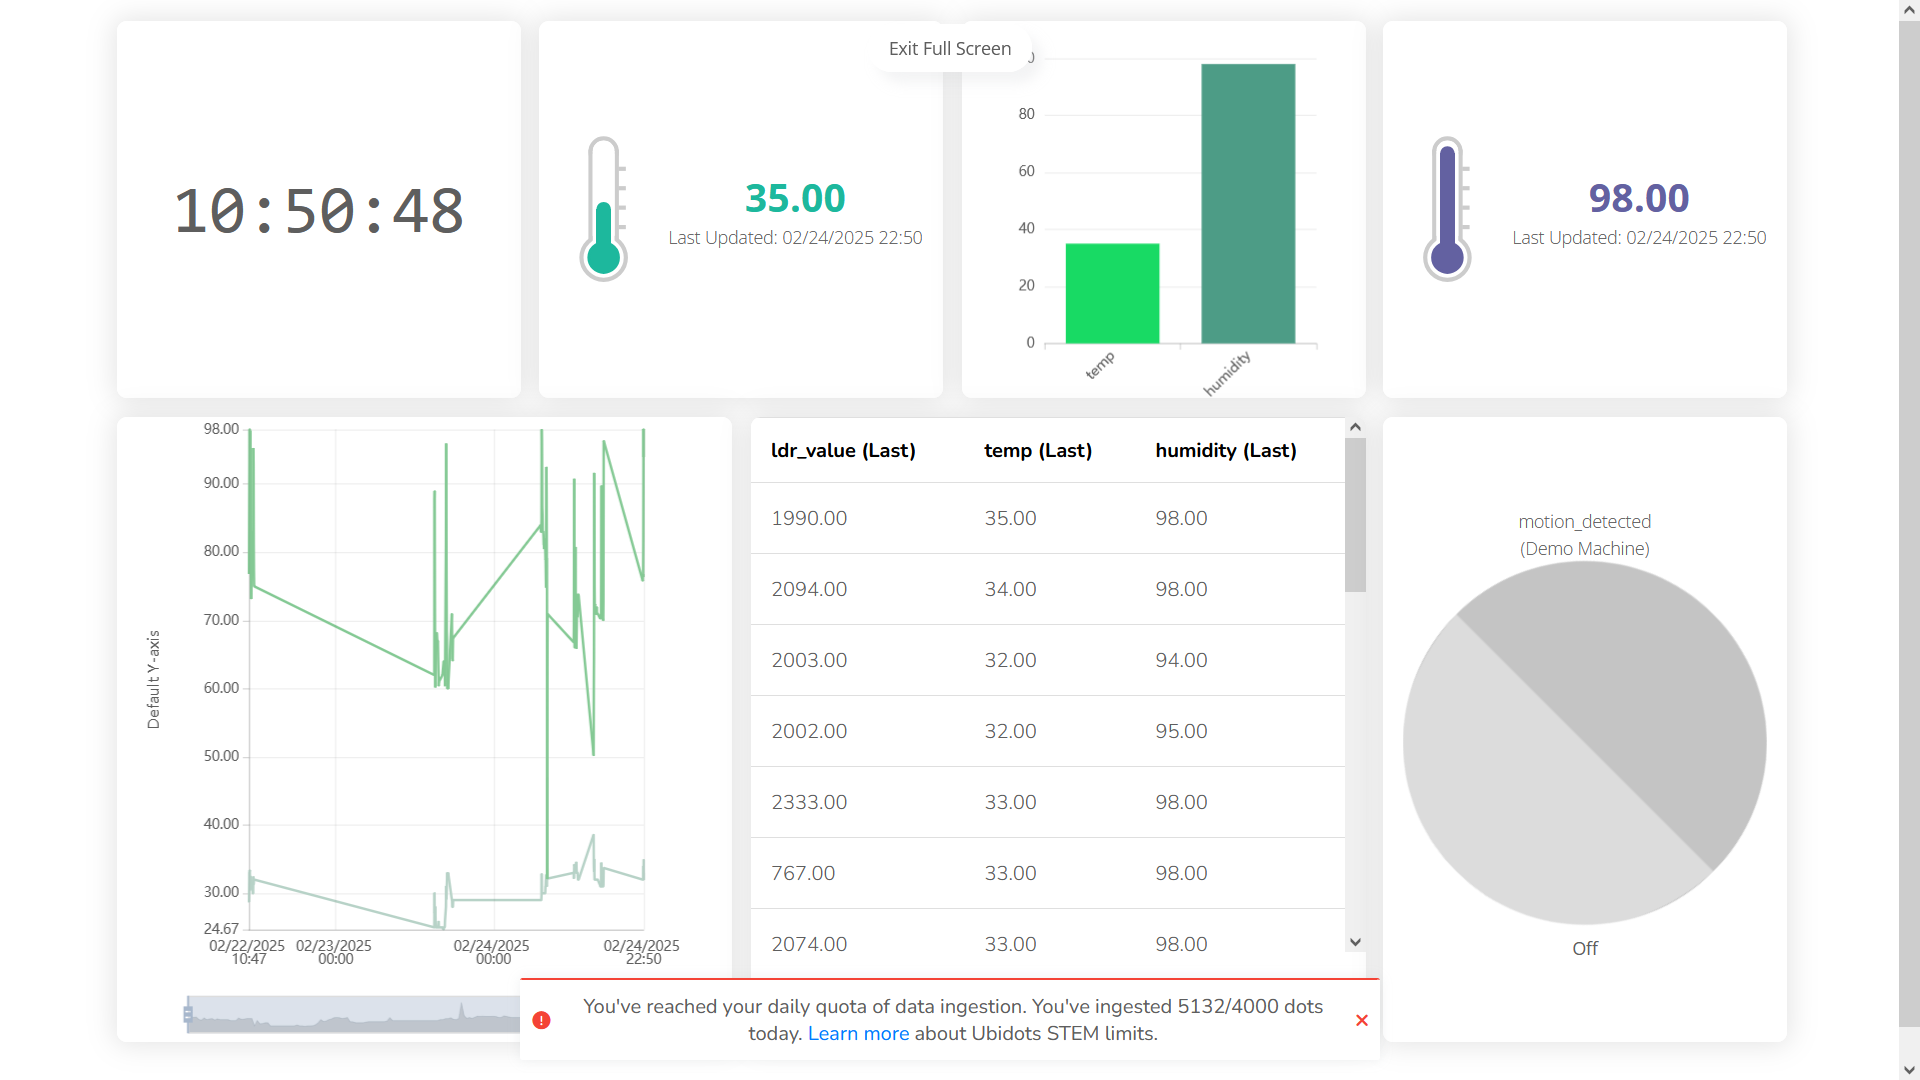 Exit Full Screen
10:50:48
35.00
Last Updated: 02/24/2025 22:50
80
60
40
20
0
temp
humidity
98.00
Last Updated: 02/24/2025 22:50
Default Y-axis
98.00
90.00
80.00
70.00
60.00
50.00
40.00
30.00
24.67
02/22/2025 02/23/2025 02/24/2025 02/24/2025
10:47 00:00 00:00 22:50
ldr_value (Last) temp (Last) humidity (Last)
1990.00 35.00 98.00
2094.00 34.00 98.00
2003.00 32.00 94.00
2002.00 32.00 95.00
2333.00 33.00 98.00
767.00 33.00 98.00
2074.00 33.00 98.00
motion_detected
(Demo Machine)
Off
You've reached your daily quota of data ingestion. You've ingested 5132/4000 dots
today. Learn more about Ubidots STEM limits.